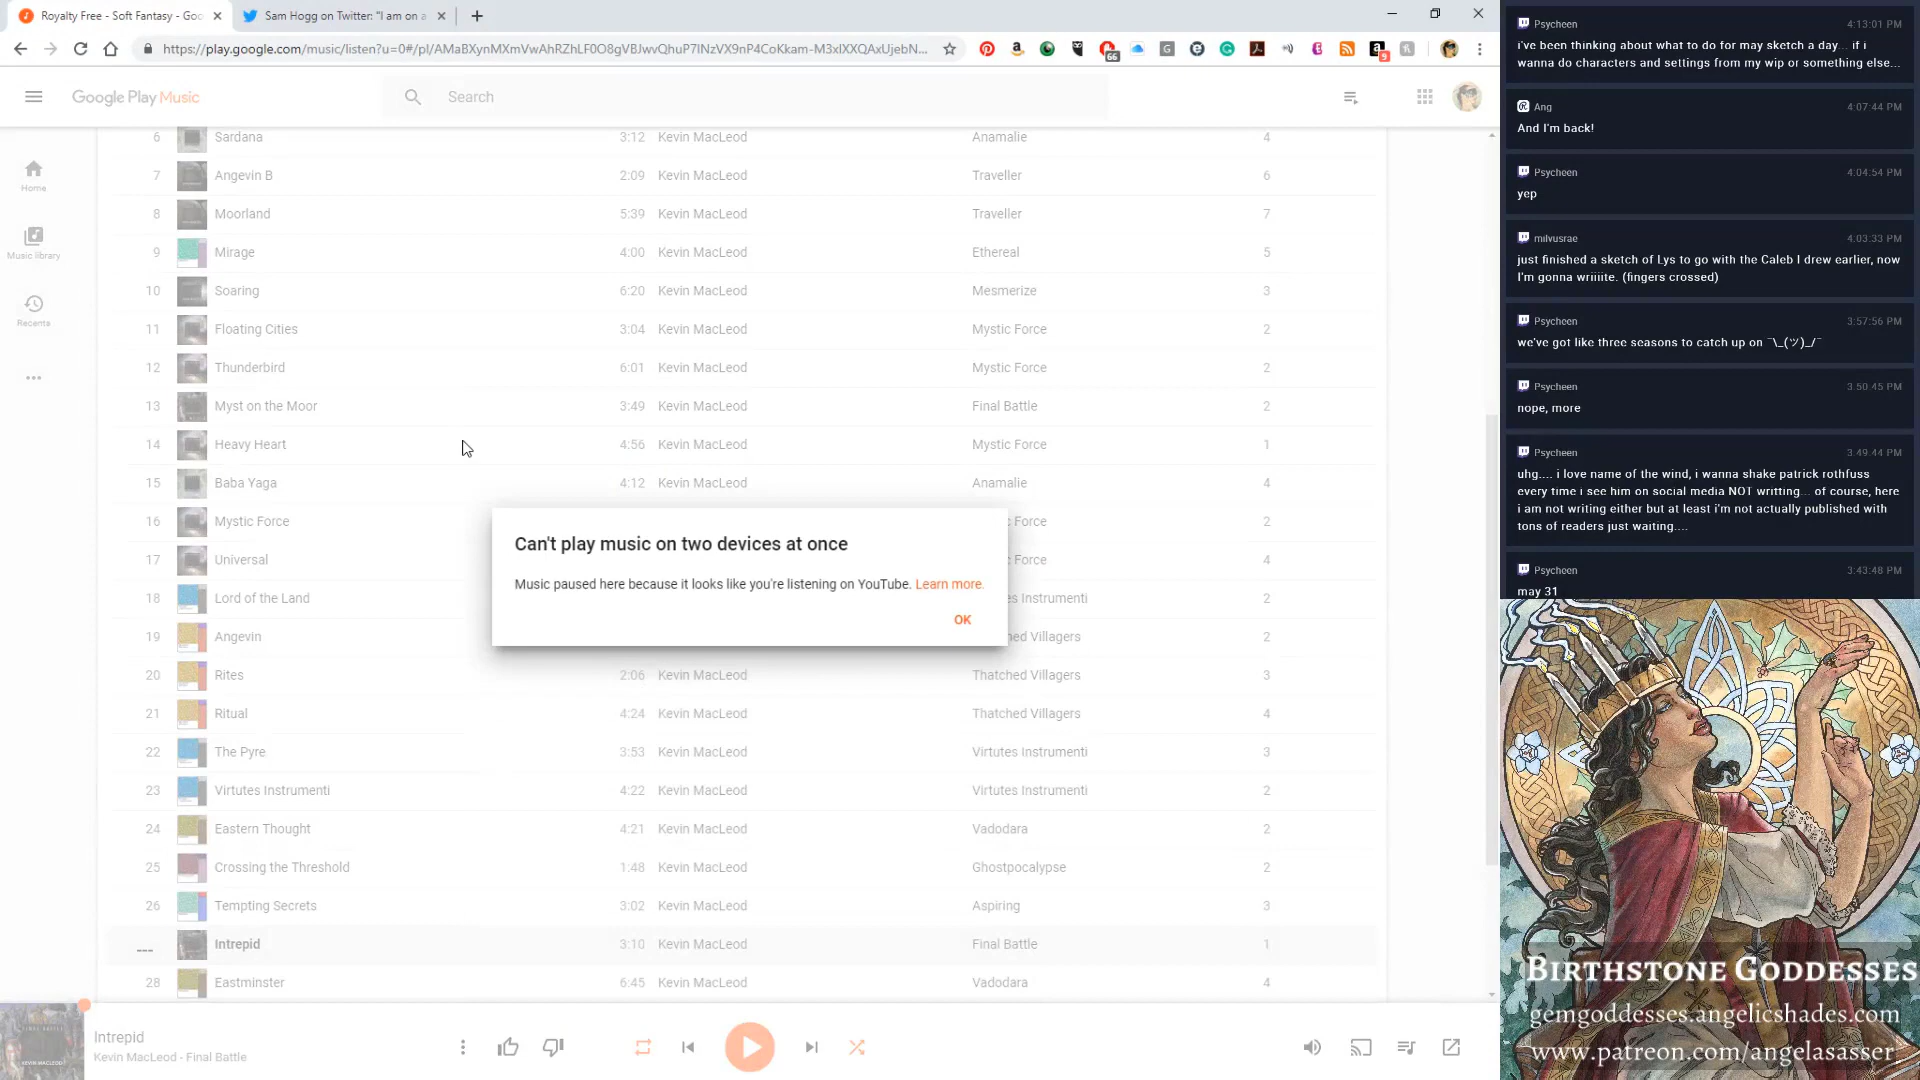 Royalty Free - Soft Fantasy - Goo
Sam Hogg on Twitter: "I am on a
https://play.google.com/music/listen?u=0#/pl/AMaBXynMXmVwAhRZhLF0O8gVBJwvQhuP7INzVX9nP4CoKkam-M3xlXXQAxUjebN...
66
9
Google Play Music
Search
Home
Music library
Recents
6 Sardana 3:12 Kevin MacLeod Anamalie 4
7 Angevin B 2:09 Kevin MacLeod Traveller 6
8 Moorland 5:39 Kevin MacLeod Traveller 7
9 Mirage 4:00 Kevin MacLeod Ethereal 5
10 Soaring 6:20 Kevin MacLeod Mesmerize 3
11 Floating Cities 3:04 Kevin MacLeod Mystic Force 2
12 Thunderbird 6:01 Kevin MacLeod Mystic Force 2
13 Myst on the Moor 3:49 Kevin MacLeod Final Battle 2
14 Heavy Heart 4:56 Kevin MacLeod Mystic Force 1
15 Baba Yaga 4:12 Kevin MacLeod Anamalie 4
16 Mystic Force c Force 2
17 Universal c Force 4
18 Lord of the Land es Instrumenti 2
19 Angevin hed Villagers 2
20 Rites 2:06 Kevin MacLeod Thatched Villagers 3
21 Ritual 4:24 Kevin MacLeod Thatched Villagers 4
22 The Pyre 3:53 Kevin MacLeod Virtutes Instrumenti 3
23 Virtutes Instrumenti 4:22 Kevin MacLeod Virtutes Instrumenti 2
24 Eastern Thought 4:21 Kevin MacLeod Vadodara 2
25 Crossing the Threshold 1:48 Kevin MacLeod Ghostpocalypse 2
26 Tempting Secrets 3:02 Kevin MacLeod Aspiring 3
Intrepid 3:10 Kevin MacLeod Final Battle 1
28 Eastminster 6:45 Kevin MacLeod Vadodara 4
Can't play music on two devices at once
Music paused here because it looks like you're listening on YouTube. Learn more.
OK
Intrepid
Kevin MacLeod - Final Battle
Psycheen 4:13:01 PM
i've been thinking about what to do for may sketch a day... if i
wanna do characters and settings from my wip or something else...
Ang 4:07:44 PM
And I'm back!
Psycheen 4:04:54 PM
yep
milvusrae 4:03:33 PM
just finished a sketch of Lys to go with the Caleb I drew earlier, now
I'm gonna wriiiite. (fingers crossed)
Psycheen 3:57:56 PM
we've got like three seasons to catch up on ¯\_(ツ)_/¯
Psycheen 3:50:45 PM
nope, more
Psycheen 3:49:44 PM
uhg.... i love name of the wind, i wanna shake patrick rothfuss
every time i see him on social media NOT writting... of course, here
i am not writing either but at least i'm not actually published with
tons of readers just waiting....
Psycheen 3:43:48 PM
may 31
BIRTHSTONE GODDESSES
gemgoddesses.angelicshades.com
www.patreon.com/angelasasser